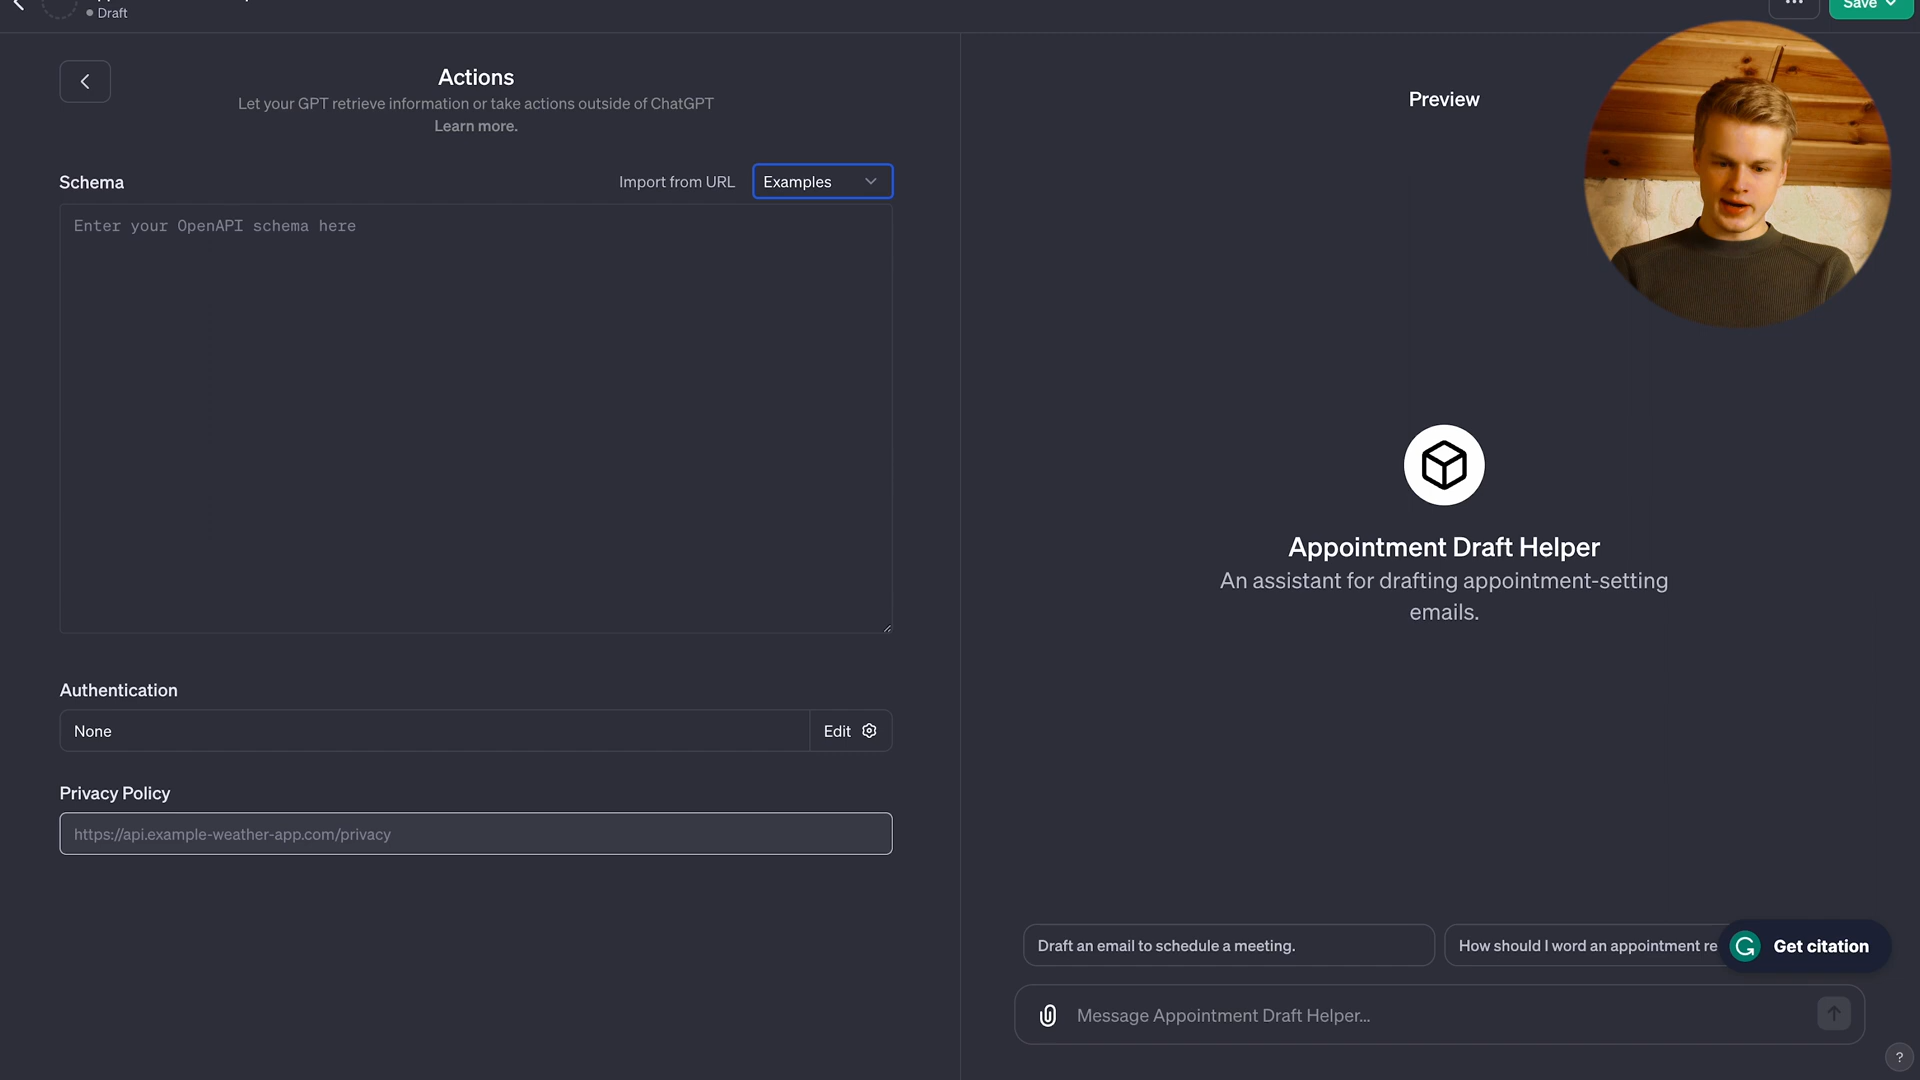 Draft
Save
Actions
Let your GPT retrieve information or take actions outside of ChatGPT
Learn more.
Preview
Schema
Import from URL
Examples
Enter your OpenAPI schema here
Appointment Draft Helper
An assistant for drafting appointment-setting
emails.
Authentication
None
Edit
Privacy Policy
https://api.example-weather-app.com/privacy
Draft an email to schedule a meeting.
How should I word an appointment re
Get citation
Message Appointment Draft Helper...
?